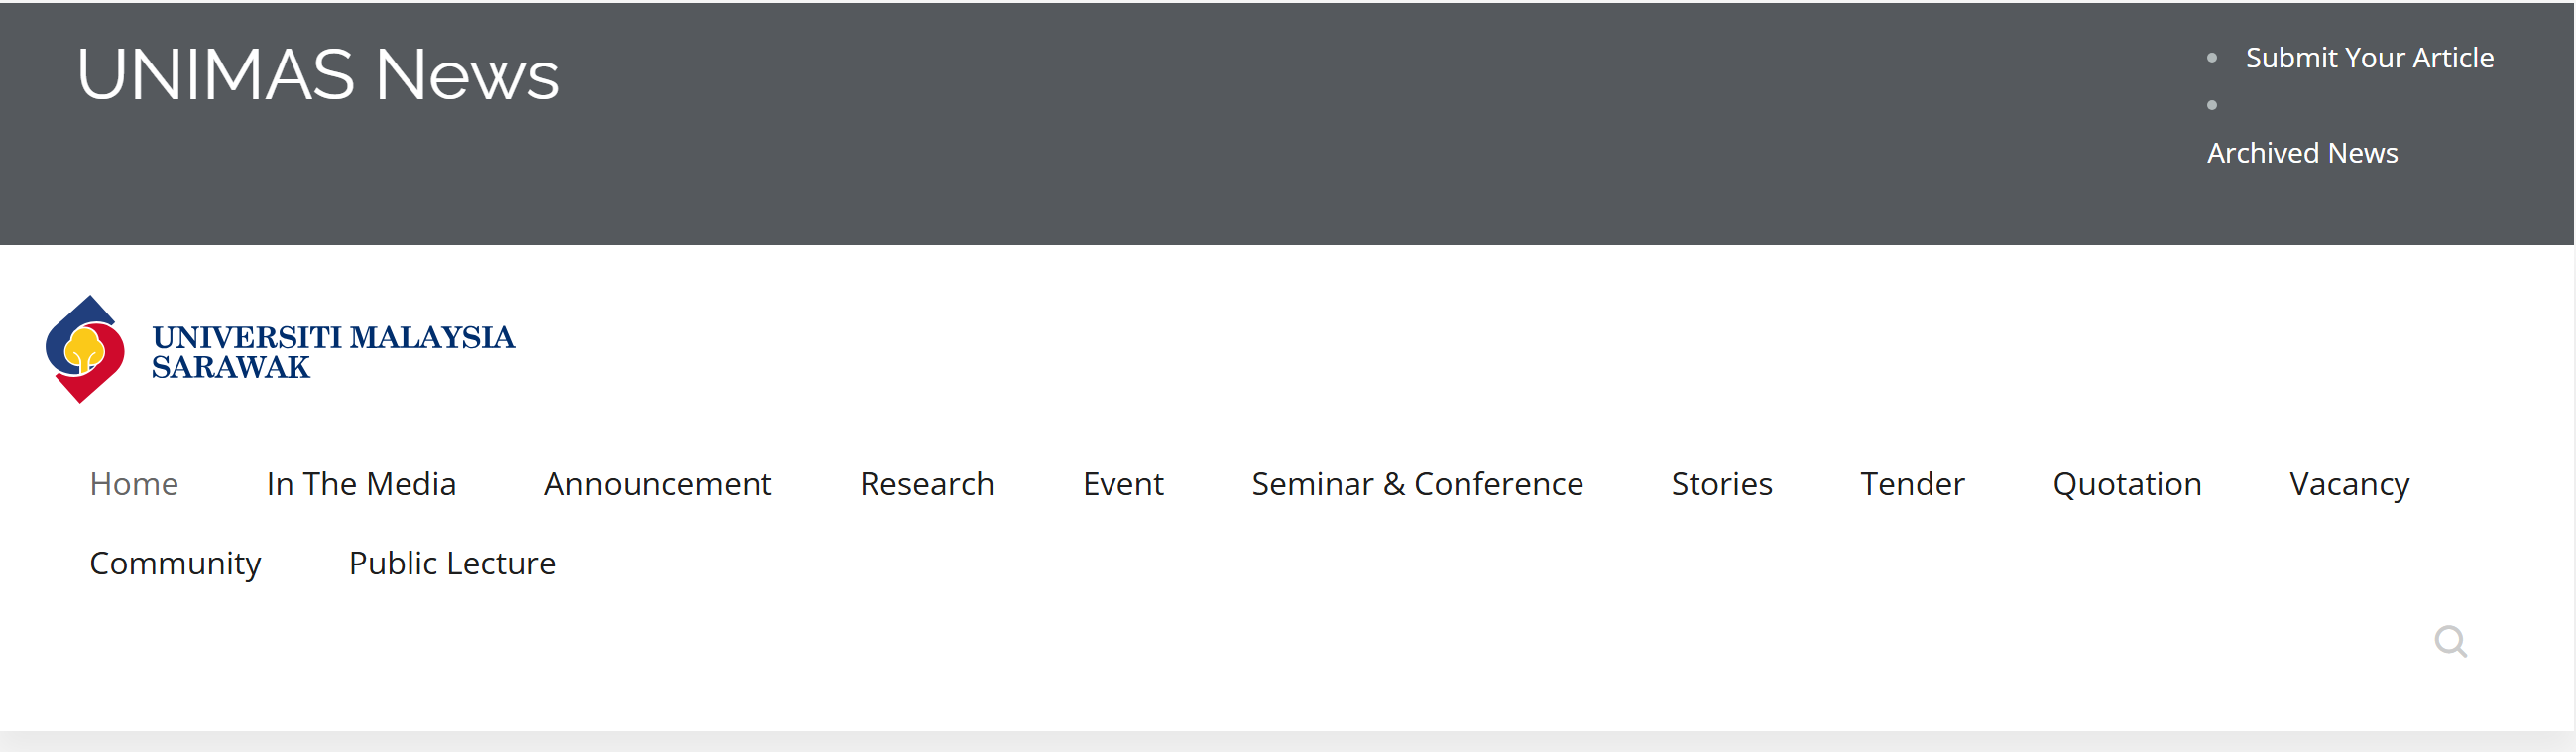 UNIMAS News
Submit Your Article
Archived News
UNIVERSITI MALAYSIA
SARAWAK
Home In The Media Announcement Research Event Seminar & Conference Stories Tender Quotation Vacancy
Community Public Lecture